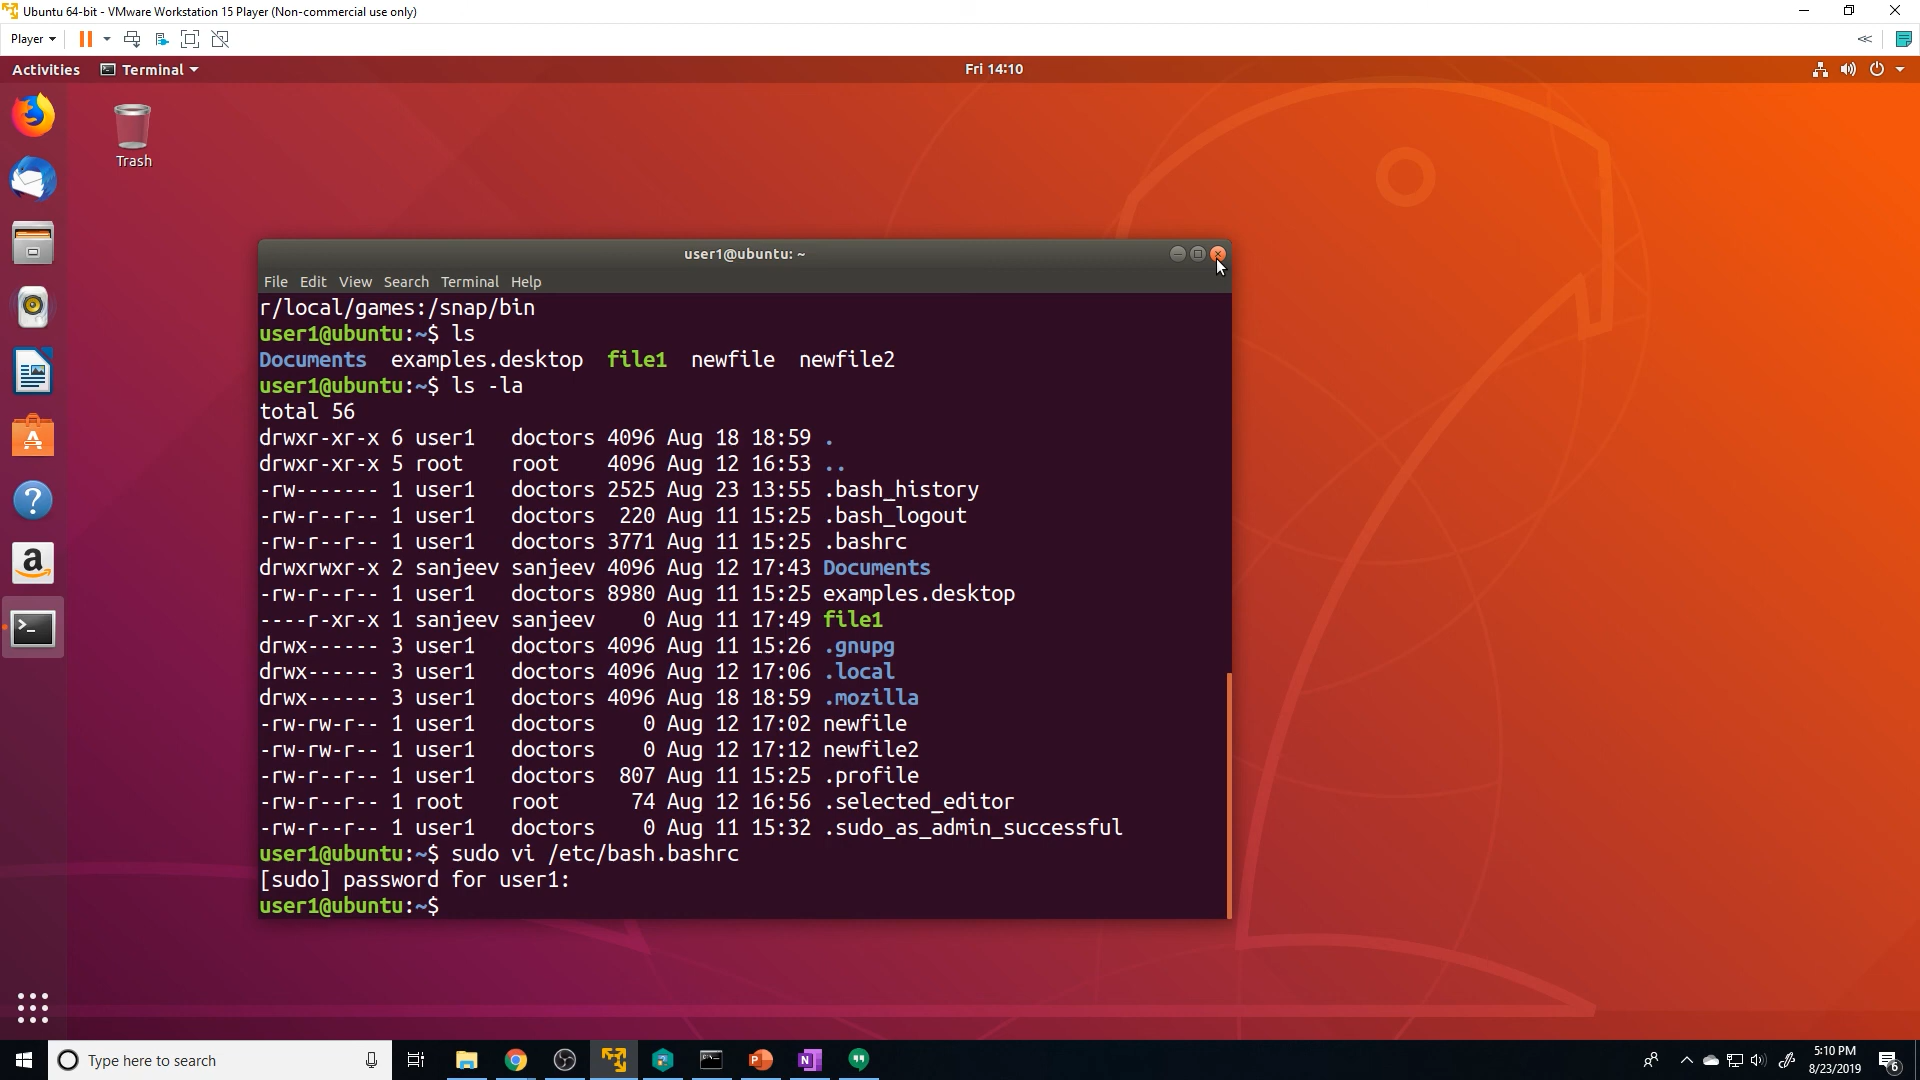 Ubuntu 64-bit - VMware Workstation 15 Player (Non-commercial use only)
Player
Activities Terminal Fri 14:10
Trash
user1@ubuntu: ~
File Edit View Search Terminal Help
r/local/games:/snap/bin
user1@ubuntu:~$ ls
Documents examples.desktop file1 newfile newfile2
user1@ubuntu:~$ ls -la
total 56
drwxr-xr-x 6 user1 doctors 4096 Aug 18 18:59 .
drwxr-xr-x 5 root root 4096 Aug 12 16:53 ..
-rw------- 1 user1 doctors 2525 Aug 23 13:55 .bash_history
-rw-r--r-- 1 user1 doctors 220 Aug 11 15:25 .bash_logout
-rw-r--r-- 1 user1 doctors 3771 Aug 11 15:25 .bashrc
drwxrwxr-x 2 sanjeev sanjeev 4096 Aug 12 17:43 Documents
-rw-r--r-- 1 user1 doctors 8980 Aug 11 15:25 examples.desktop
----r-xr-x 1 sanjeev sanjeev 0 Aug 11 17:49 file1
drwx------ 3 user1 doctors 4096 Aug 11 15:26 .gnupg
drwx------ 3 user1 doctors 4096 Aug 12 17:06 .local
drwx------ 3 user1 doctors 4096 Aug 18 18:59 .mozilla
-rw-rw-r-- 1 user1 doctors 0 Aug 12 17:02 newfile
-rw-rw-r-- 1 user1 doctors 0 Aug 12 17:12 newfile2
-rw-r--r-- 1 user1 doctors 807 Aug 11 15:25 .profile
-rw-r--r-- 1 root root 74 Aug 12 16:56 .selected_editor
-rw-r--r-- 1 user1 doctors 0 Aug 11 15:32 .sudo_as_admin_successful
user1@ubuntu:~$ sudo vi /etc/bash.bashrc
[sudo] password for user1:
user1@ubuntu:~$
Type here to search
5:10 PM
8/23/2019
6